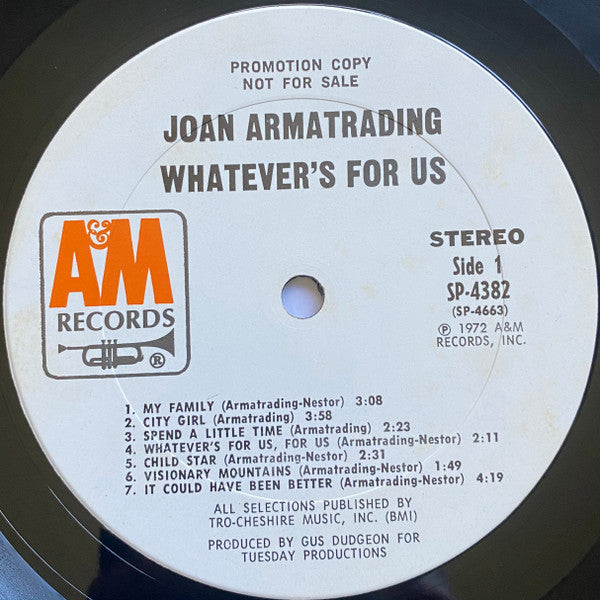 PROMOTION COPY
NOT FOR SALE
JOAN ARMATRADING
WHATEVER'S FOR US
A&M
RECORDS
®
STEREO
Side 1
SP-4382
(SP-4663)
℗ 1972 A&M
RECORDS, INC.
1. MY FAMILY (Armatrading-Nestor) 3:08
2. CITY GIRL (Armatrading) 3:58
3. SPEND A LITTLE TIME (Armatrading) 2:23
4. WHATEVER'S FOR US, FOR US (Armatrading-Nestor) 2:11
5. CHILD STAR (Armatrading-Nestor) 2:31
6. VISIONARY MOUNTAINS (Armatrading-Nestor) 1:49
7. IT COULD HAVE BEEN BETTER (Armatrading-Nestor) 4:19
ALL SELECTIONS PUBLISHED BY
TRO-CHESHIRE MUSIC, INC. (BMI)
PRODUCED BY GUS DUDGEON FOR
TUESDAY PRODUCTIONS